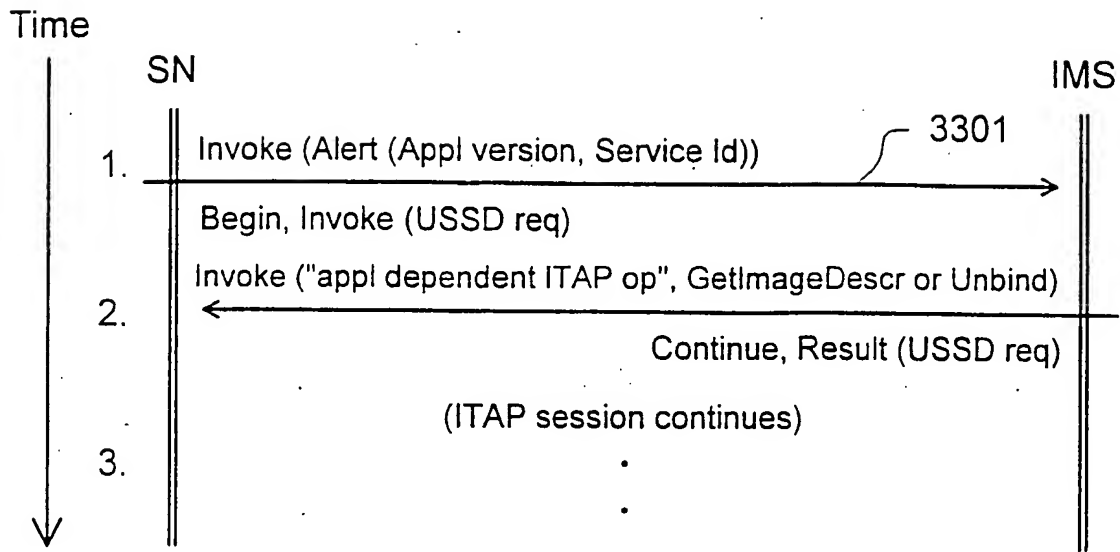 Time
SN
IMS
3301
1.
Invoke (Alert (Appl version, Service Id))
Begin, Invoke (USSD req)
Invoke ("appl dependent ITAP op", GetImageDescr or Unbind)
2.
Continue, Result (USSD req)
(ITAP session continues)
3.